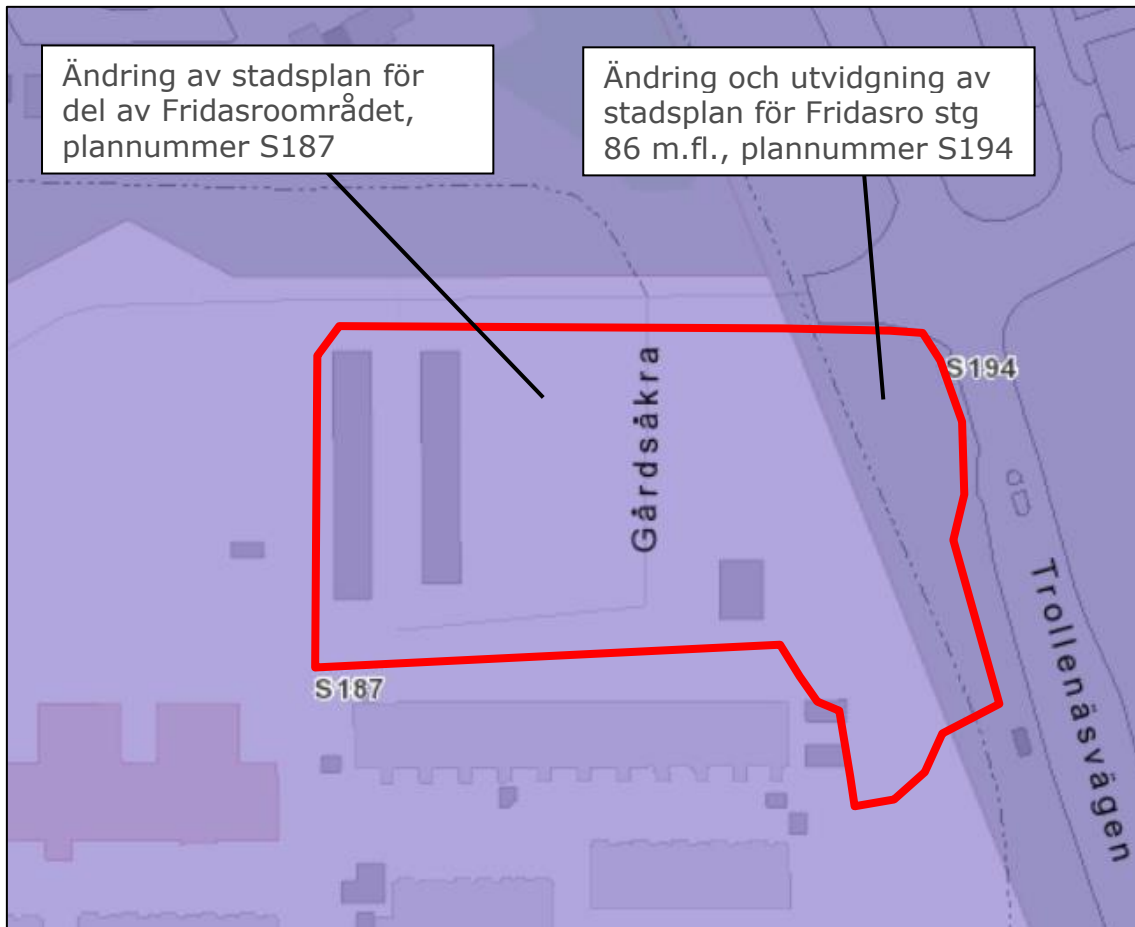 Ändring av stadsplan för
del av Fridasroområdet,
plannummer S187
Ändring och utvidgning av
stadsplan för Fridasro stg
86 m.fl., plannummer S194
S194
Gårdsåkra
Trollenäsvägen
S187